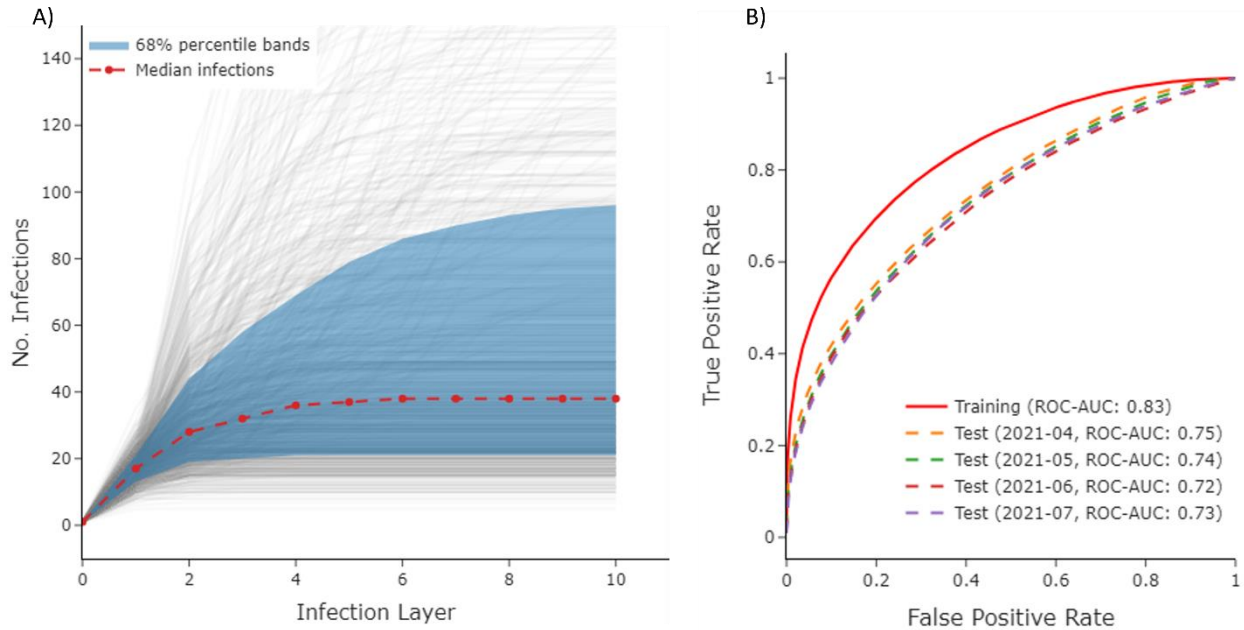 A)
68% percentile bands
Median infections
140
120
100
80
60
40
20
0
No. Infections
0
2
4
6
8
10
Infection Layer
B)
1
0.8
0.6
0.4
0.2
0
True Positive Rate
Training (ROC-AUC: 0.83)
Test (2021-04, ROC-AUC: 0.75)
Test (2021-05, ROC-AUC: 0.74)
Test (2021-06, ROC-AUC: 0.72)
Test (2021-07, ROC-AUC: 0.73)
0
0.2
0.4
0.6
0.8
1
False Positive Rate